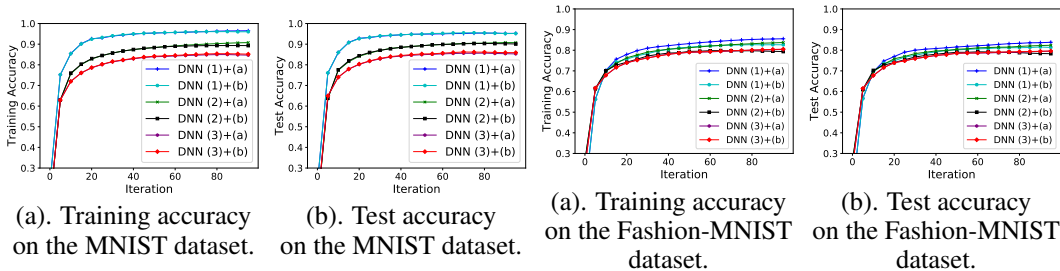 Training Accuracy
1.0
0.9
0.8
0.7
0.6
0.5
0.4
0.3
DNN (1)+(a)
DNN (1)+(b)
DNN (2)+(a)
DNN (2)+(b)
DNN (3)+(a)
DNN (3)+(b)
0 20 40 60 80
Iteration
(a). Training accuracy
on the MNIST dataset.
Test Accuracy
1.0
0.9
0.8
0.7
0.6
0.5
0.4
0.3
DNN (1)+(a)
DNN (1)+(b)
DNN (2)+(a)
DNN (2)+(b)
DNN (3)+(a)
DNN (3)+(b)
0 20 40 60 80
Iteration
(b). Test accuracy
on the MNIST dataset.
Training Accuracy
1.0
0.9
0.8
0.7
0.6
0.5
0.4
0.3
DNN (1)+(a)
DNN (1)+(b)
DNN (2)+(a)
DNN (2)+(b)
DNN (3)+(a)
DNN (3)+(b)
0 20 40 60 80
Iteration
(a). Training accuracy
on the Fashion-MNIST
dataset.
Test Accuracy
1.0
0.9
0.8
0.7
0.6
0.5
0.4
0.3
DNN (1)+(a)
DNN (1)+(b)
DNN (2)+(a)
DNN (2)+(b)
DNN (3)+(a)
DNN (3)+(b)
0 20 40 60 80
Iteration
(b). Test accuracy
on the Fashion-MNIST
dataset.